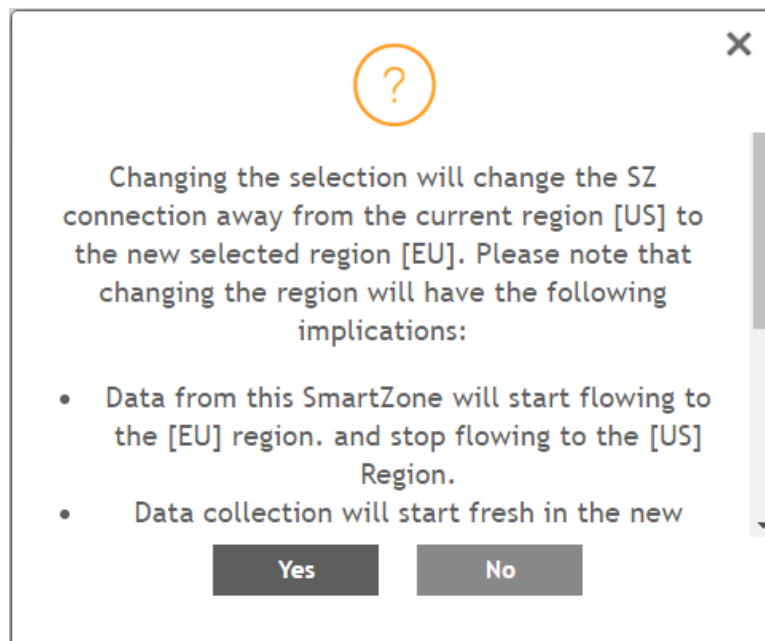 ?
Changing the selection will change the SZ
connection away from the current region [US] to
the new selected region [EU]. Please note that
changing the region will have the following
implications:
• Data from this SmartZone will start flowing to
the [EU] region. and stop flowing to the [US]
Region.
• Data collection will start fresh in the new
Yes No